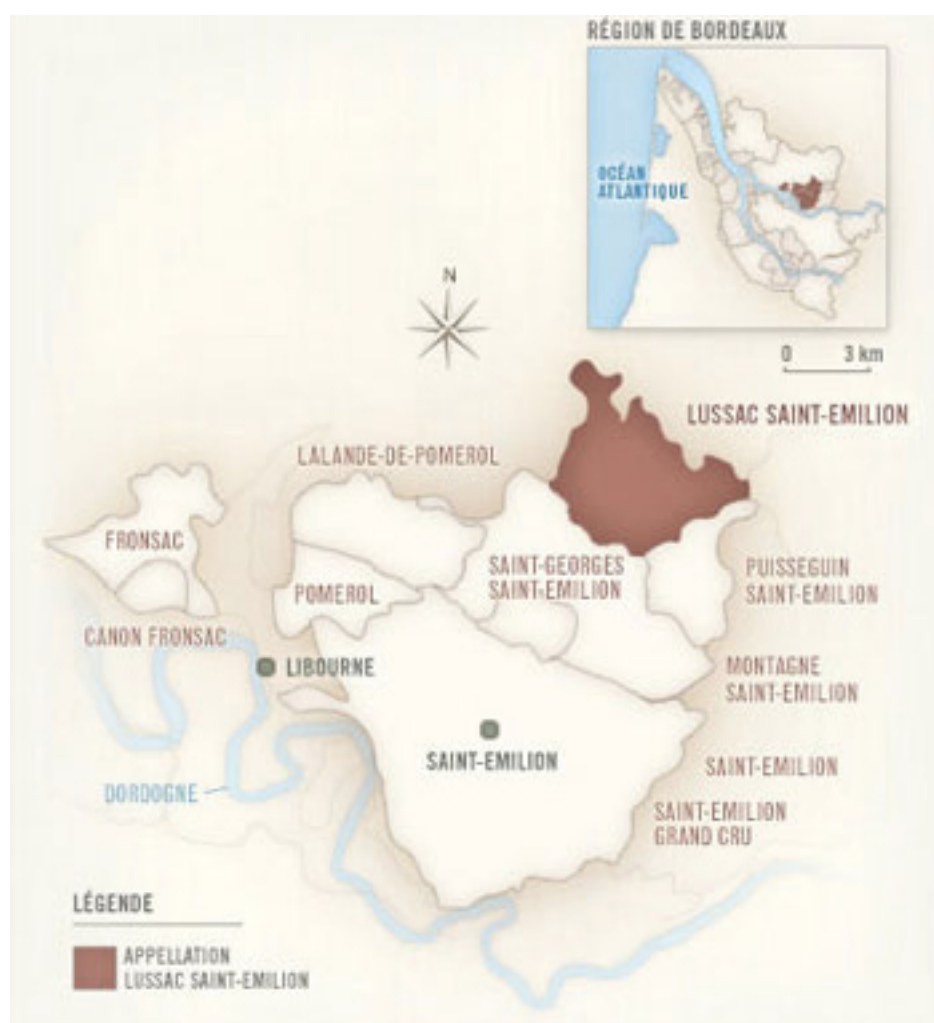 RÉGION DE BORDEAUX
OCÉAN
ATLANTIQUE
N
0 3 km
LUSSAC SAINT-EMILION
LALANDE-DE-POMEROL
FRONSAC
SAINT-GEORGES
SAINT-EMILION
PUISSEGUIN
SAINT-EMILION
POMEROL
CANON FRONSAC
LIBOURNE
MONTAGNE
SAINT-EMILION
SAINT-EMILION
SAINT-EMILION
DORDOGNE
SAINT-EMILION
GRAND CRU
LÉGENDE
APPELLATION
LUSSAC SAINT-EMILION